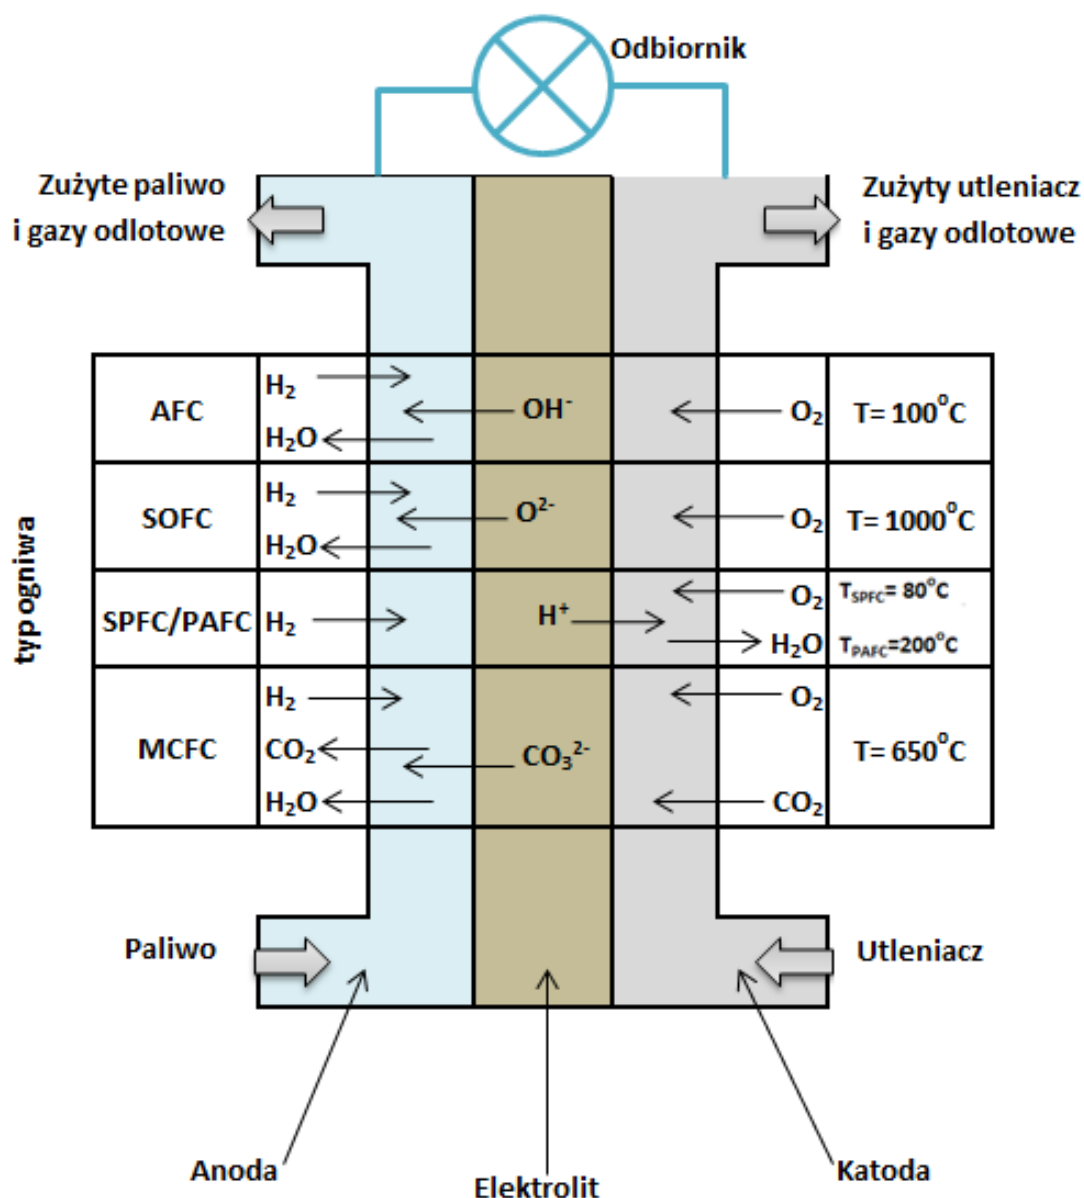 Odbiornik
Zużyte paliwo
i gazy odlotowe
Zużyty utleniacz
i gazy odlotowe
typ ogniwa
AFC
H₂
H₂O
OH⁻
O₂
T= 100°C
SOFC
H₂
H₂O
O²⁻
O₂
T= 1000°C
SPFC/PAFC
H₂
H⁺
O₂
H₂O
T_SPFC= 80°C
T_PAFC=200°C
MCFC
H₂
CO₂
H₂O
CO₃²⁻
O₂
CO₂
T= 650°C
Paliwo
Utleniacz
Anoda
Elektrolit
Katoda